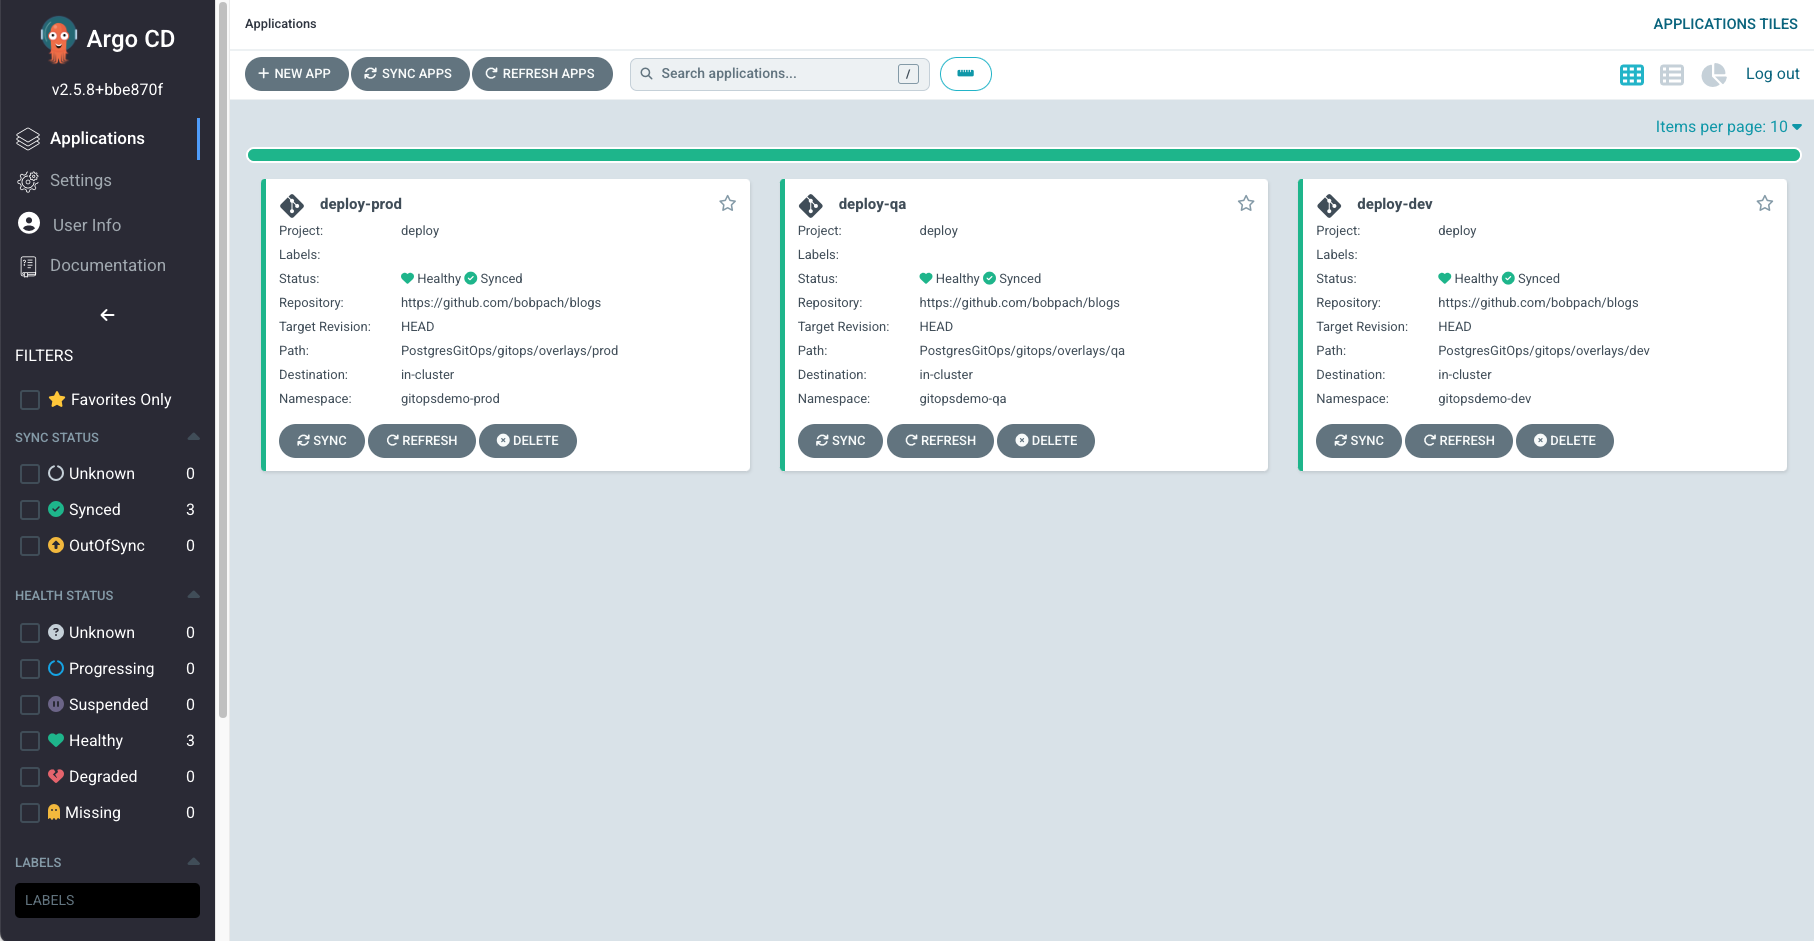 Argo CD
v2.5.8+bbe870f
Applications
Settings
User Info
Documentation
FILTERS
Favorites Only
SYNC STATUS
Unknown 0
Synced 3
OutOfSync 0
HEALTH STATUS
Unknown 0
Progressing 0
Suspended 0
Healthy 3
Degraded 0
Missing 0
LABELS
LABELS
Applications
APPLICATIONS TILES
NEW APP SYNC APPS REFRESH APPS Search applications... / Log out
Items per page: 10
deploy-prod
Project: deploy
Labels:
Status: Healthy Synced
Repository: https://github.com/bobpach/blogs
Target Revision: HEAD
Path: PostgresGitOps/gitops/overlays/prod
Destination: in-cluster
Namespace: gitopsdemo-prod
SYNC REFRESH DELETE
deploy-qa
Project: deploy
Labels:
Status: Healthy Synced
Repository: https://github.com/bobpach/blogs
Target Revision: HEAD
Path: PostgresGitOps/gitops/overlays/qa
Destination: in-cluster
Namespace: gitopsdemo-qa
SYNC REFRESH DELETE
deploy-dev
Project: deploy
Labels:
Status: Healthy Synced
Repository: https://github.com/bobpach/blogs
Target Revision: HEAD
Path: PostgresGitOps/gitops/overlays/dev
Destination: in-cluster
Namespace: gitopsdemo-dev
SYNC REFRESH DELETE